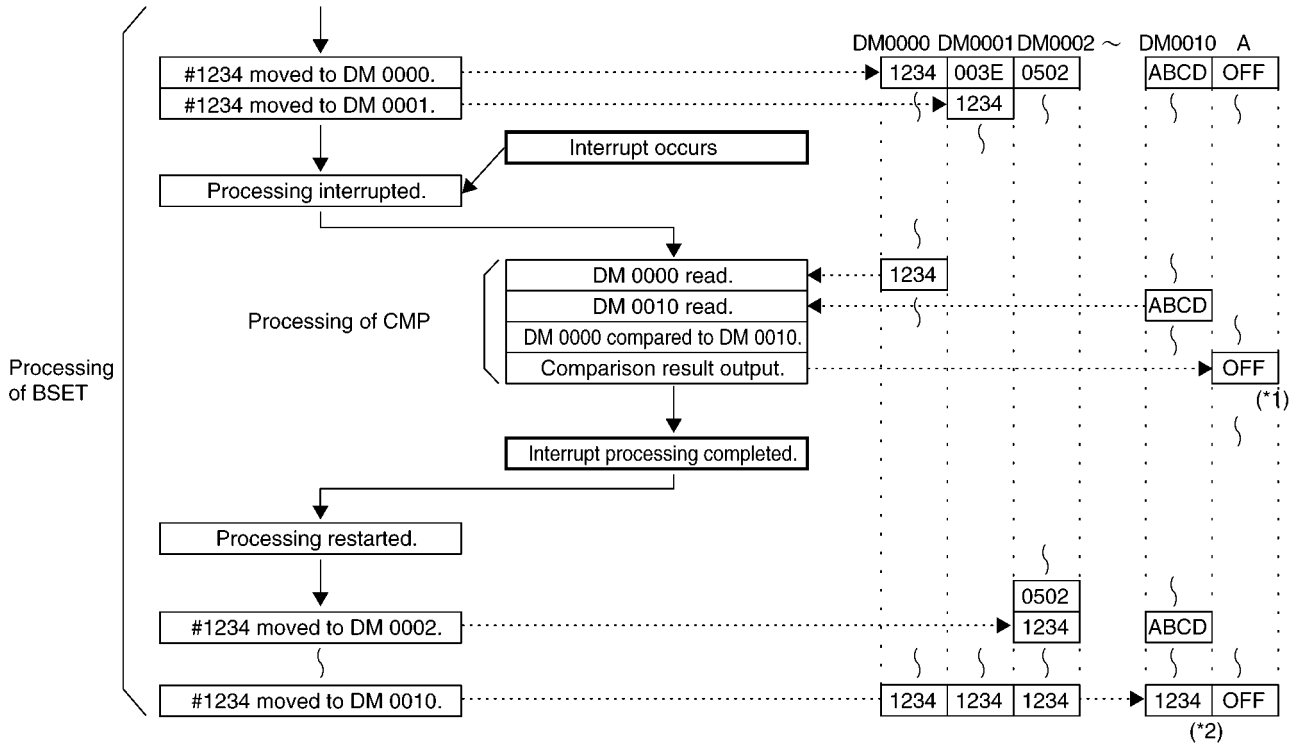 DM0000 DM0001 DM0002 ~ DM0010 A
#1234 moved to DM 0000. 1234 003E 0502 ABCD OFF
#1234 moved to DM 0001. 1234
Interrupt occurs
Processing interrupted.
DM 0000 read. 1234
DM 0010 read. ABCD
Processing of CMP
DM 0000 compared to DM 0010.
Comparison result output. OFF
(*1)
Processing
of BSET
Interrupt processing completed.
Processing restarted.
0502
#1234 moved to DM 0002. 1234 ABCD
#1234 moved to DM 0010. 1234 1234 1234 1234 OFF
(*2)